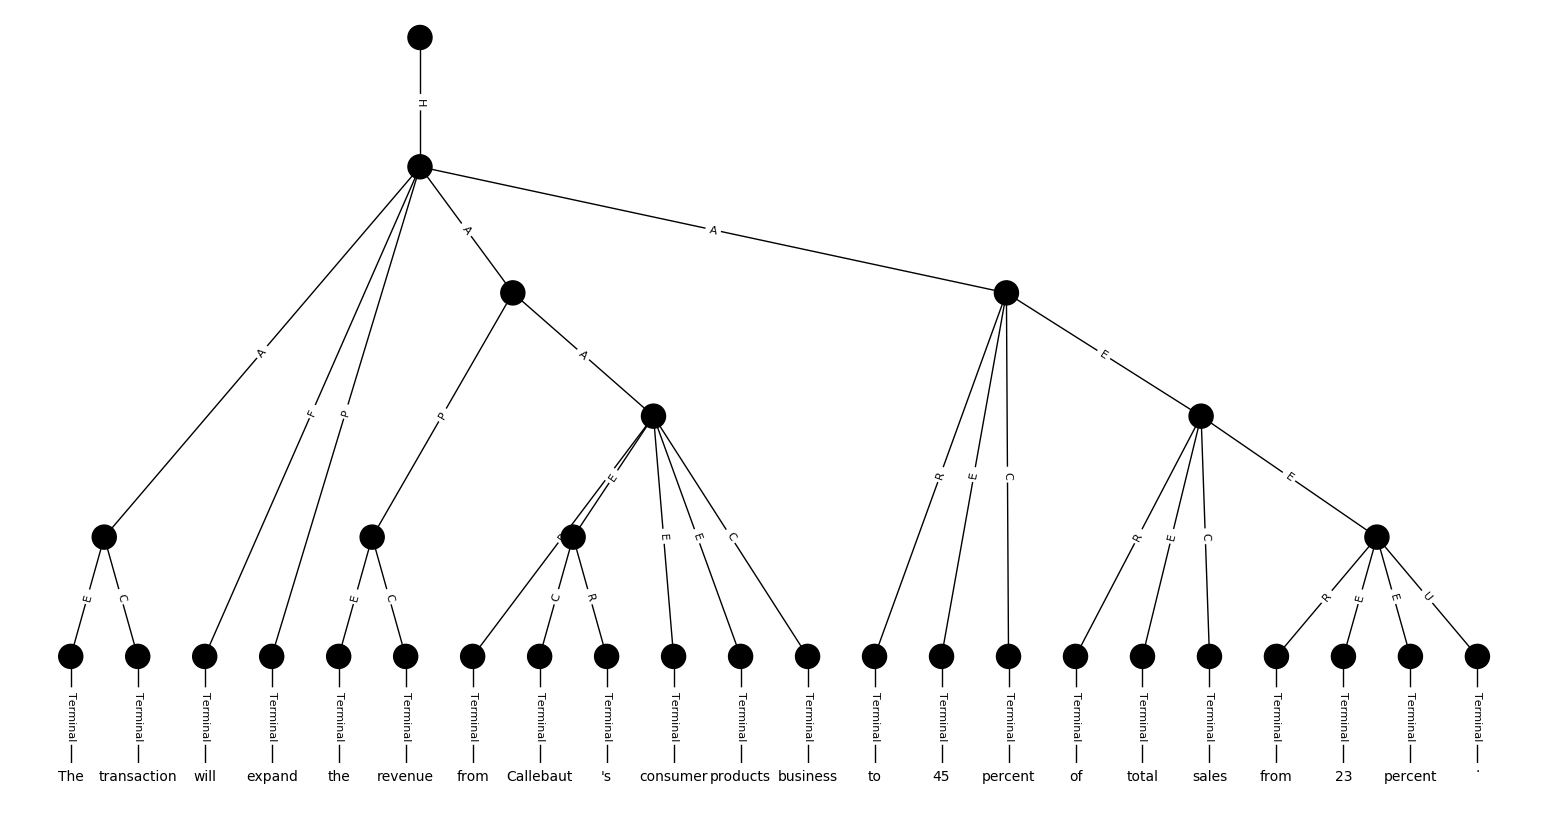 H
A
A
A
E
A
F
P
P
E
R
E
C
E
R
E
E
C
R
E
C
E
C
E
C
C
R
R
E
E
U
Terminal Terminal Terminal Terminal Terminal Terminal Terminal Terminal Terminal Terminal Terminal Terminal Terminal Terminal Terminal Terminal Terminal Terminal Terminal Terminal Terminal Terminal
The transaction will expand the revenue from Callebaut 's consumer products business to 45 percent of total sales from 23 percent .